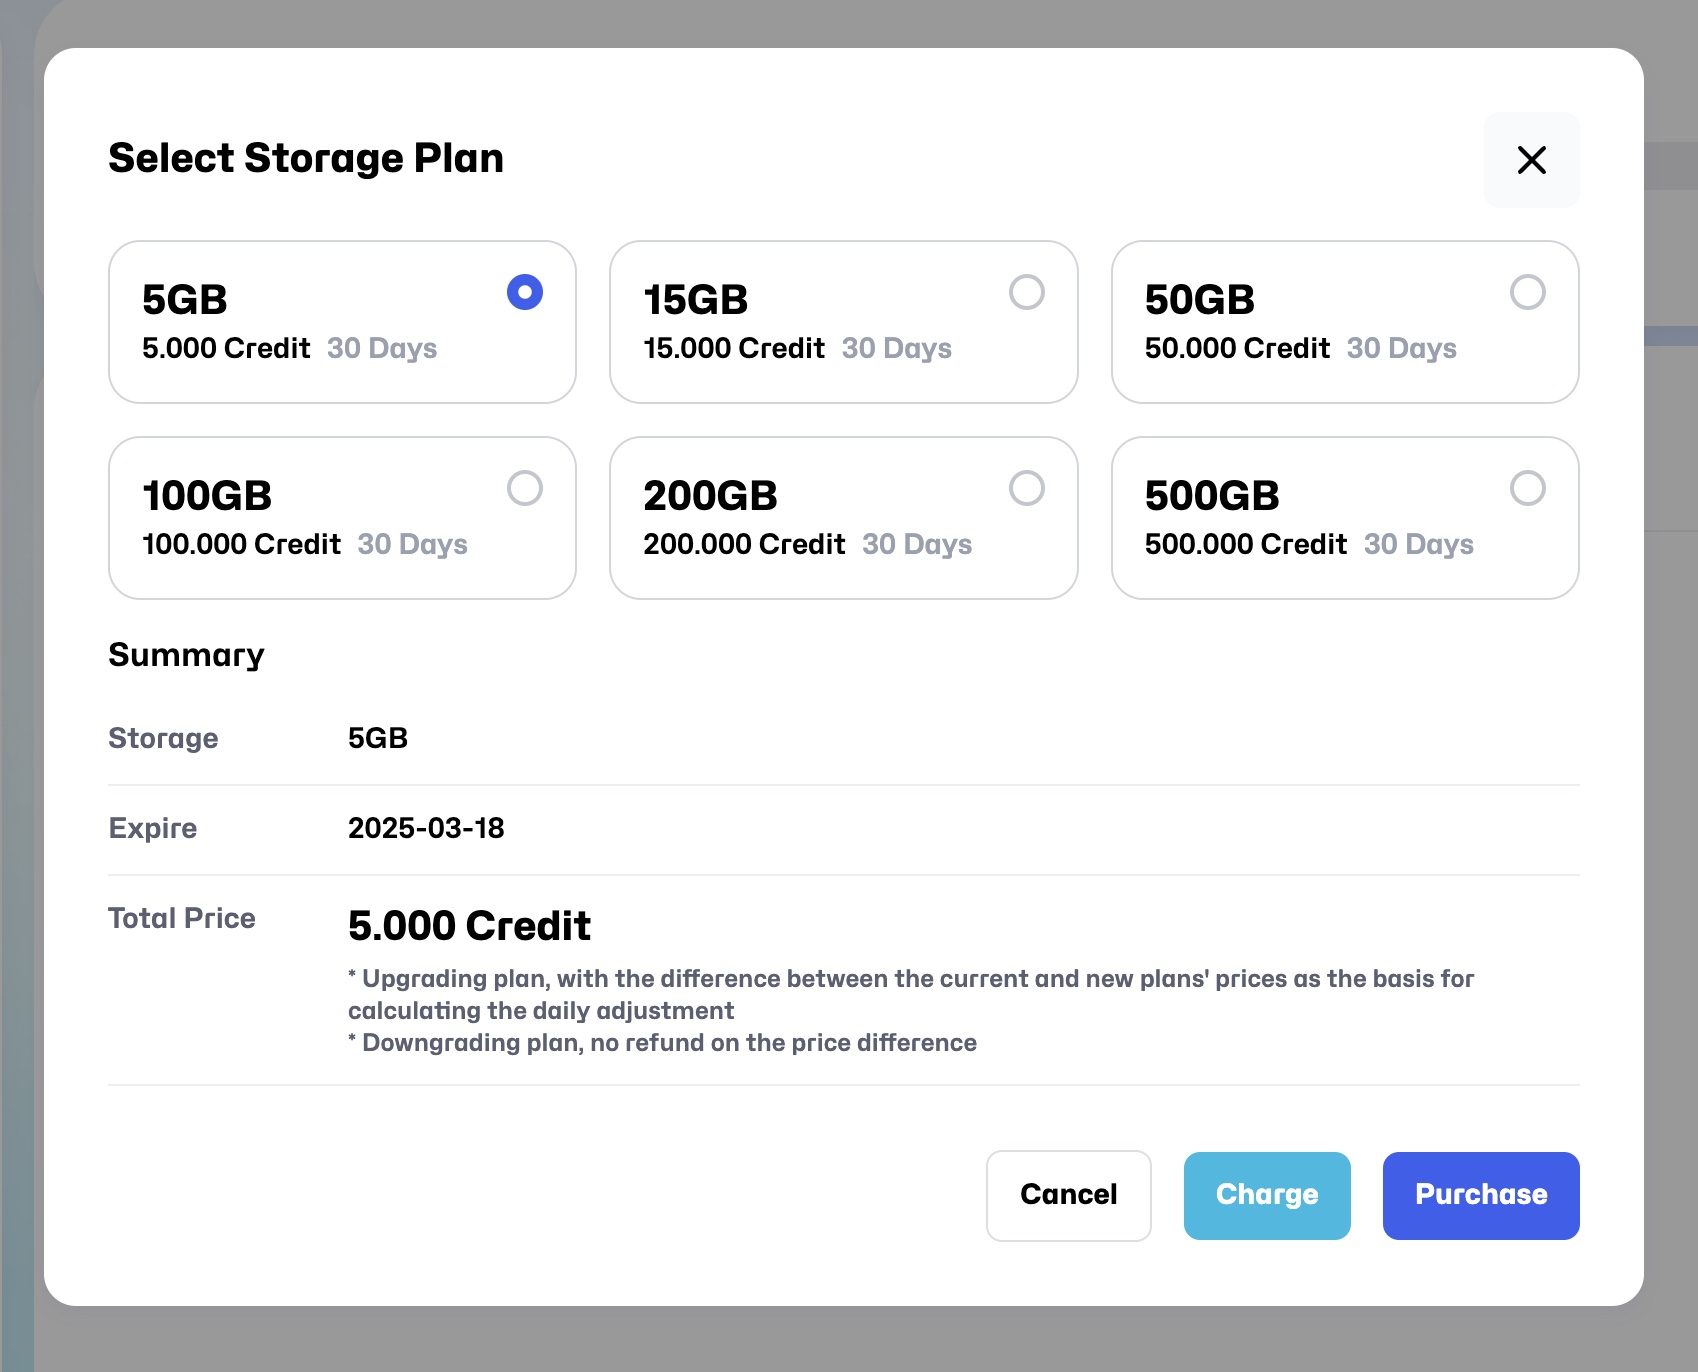 Select Storage Plan
5GB
5.000 Credit 30 Days
15GB
15.000 Credit 30 Days
50GB
50.000 Credit 30 Days
100GB
100.000 Credit 30 Days
200GB
200.000 Credit 30 Days
500GB
500.000 Credit 30 Days
Summary
Storage 5GB
Expire 2025-03-18
Total Price 5.000 Credit
* Upgrading plan, with the difference between the current and new plans' prices as the basis for
calculating the daily adjustment
* Downgrading plan, no refund on the price difference
Cancel Charge Purchase